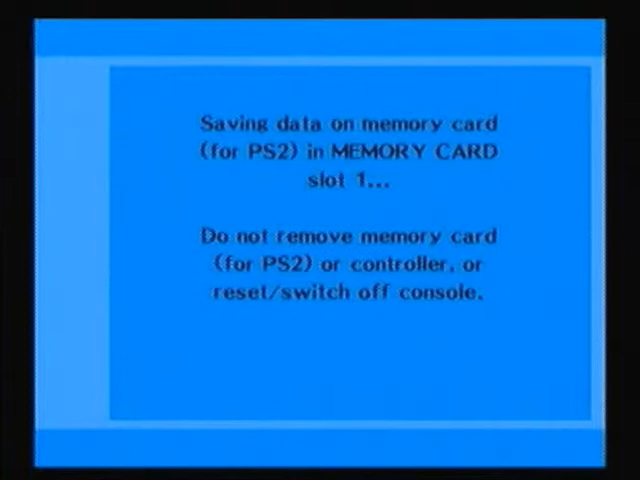 Saving data on memory card
(for PS2) in MEMORY CARD
slot 1...
Do not remove memory card
(for PS2) or controller, or
reset/switch off console.